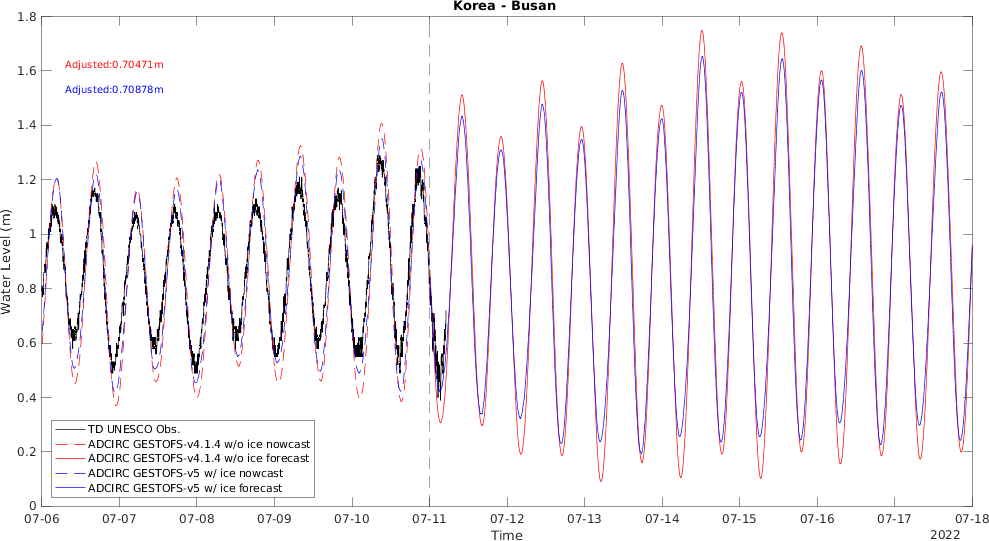 Korea - Busan
1.8
1.6
1.4
1.2
1
0.8
0.6
0.4
0.2
0
Water Level (m)
Adjusted:0.70471m
Adjusted:0.70878m
TD UNESCO Obs.
ADCIRC GESTOFS-v4.1.4 w/o ice nowcast
ADCIRC GESTOFS-v4.1.4 w/o ice forecast
ADCIRC GESTOFS-v5 w/ ice nowcast
ADCIRC GESTOFS-v5 w/ ice forecast
07-06 07-07 07-08 07-09 07-10 07-11 07-12 07-13 07-14 07-15 07-16 07-17 07-18
Time
2022